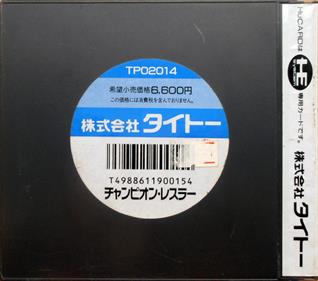 TP02014
希望小売価格6,600円
この価格には消費税を含んでおりません。
株式会社タイトー
T4988611900154
チャンピオン・レスラー
HuCARDは
HE
専用カードです。
株式会社タイトー